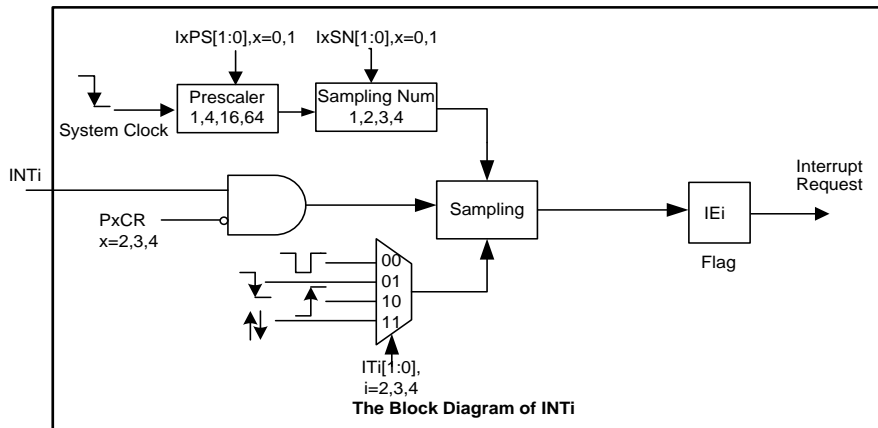 IxPS[1:0],x=0,1
IxSN[1:0],x=0,1
Prescaler
1,4,16,64
Sampling Num
1,2,3,4
System Clock
INTi
PxCR
x=2,3,4
Sampling
IEi
Flag
Interrupt
Request
00
01
10
11
ITi[1:0],
i=2,3,4
The Block Diagram of INTi